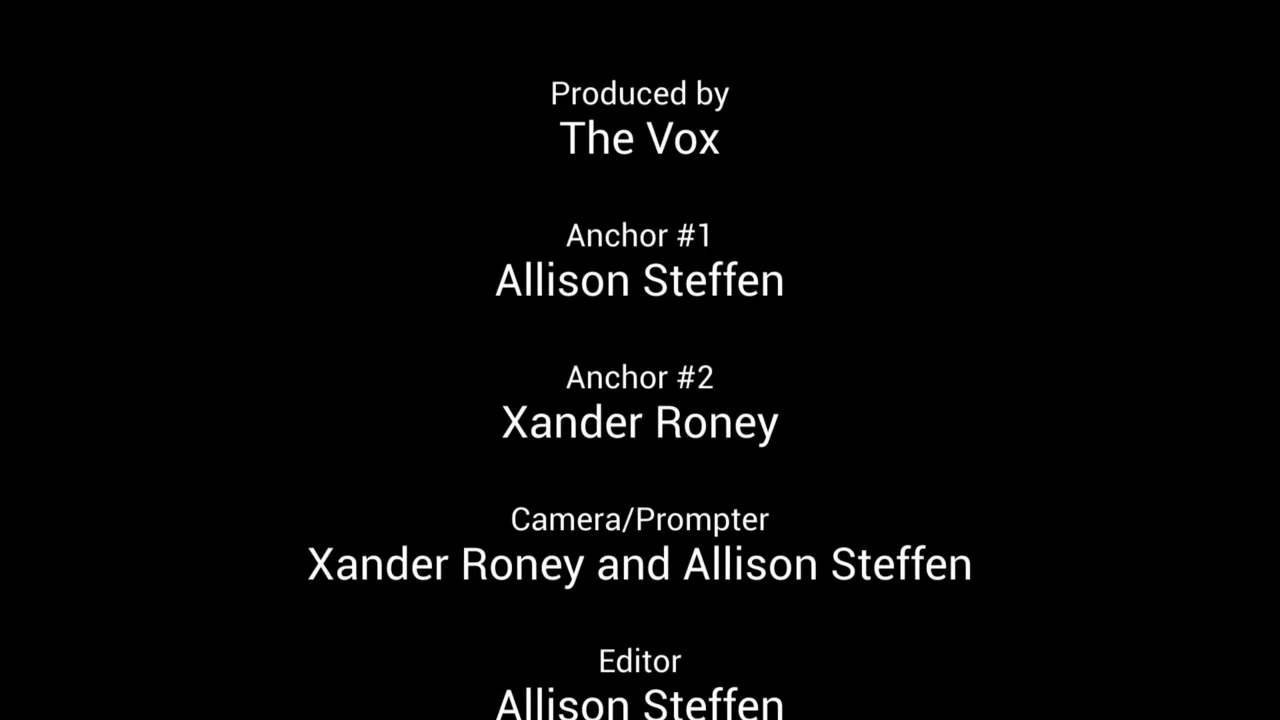 Produced by
The Vox
Anchor #1
Allison Steffen
Anchor #2
Xander Roney
Camera/Prompter
Xander Roney and Allison Steffen
Editor
Allison Steffen